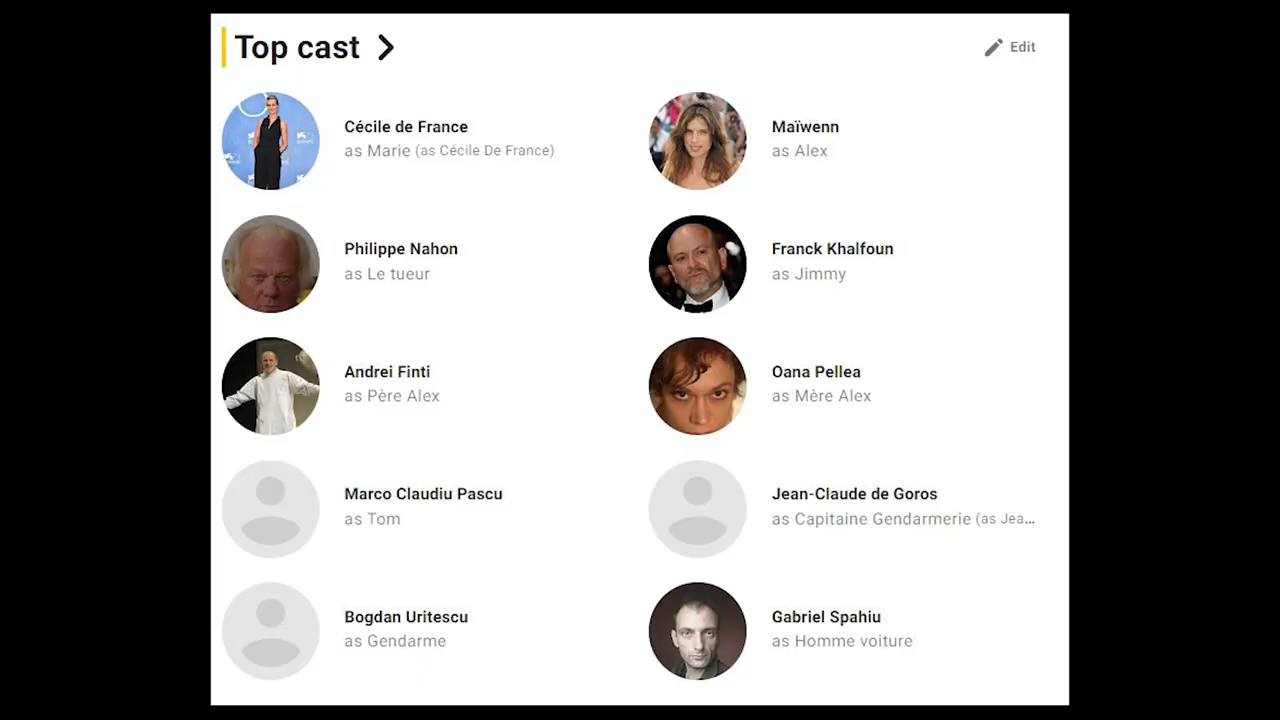 Top cast
Edit
Cécile de France
as Marie (as Cécile De France)
Maïwenn
as Alex
Philippe Nahon
as Le tueur
Franck Khalfoun
as Jimmy
Andrei Finti
as Père Alex
Oana Pellea
as Mère Alex
Marco Claudiu Pascu
as Tom
Jean-Claude de Goros
as Capitaine Gendarmerie (as Jea...
Bogdan Uritescu
as Gendarme
Gabriel Spahiu
as Homme voiture